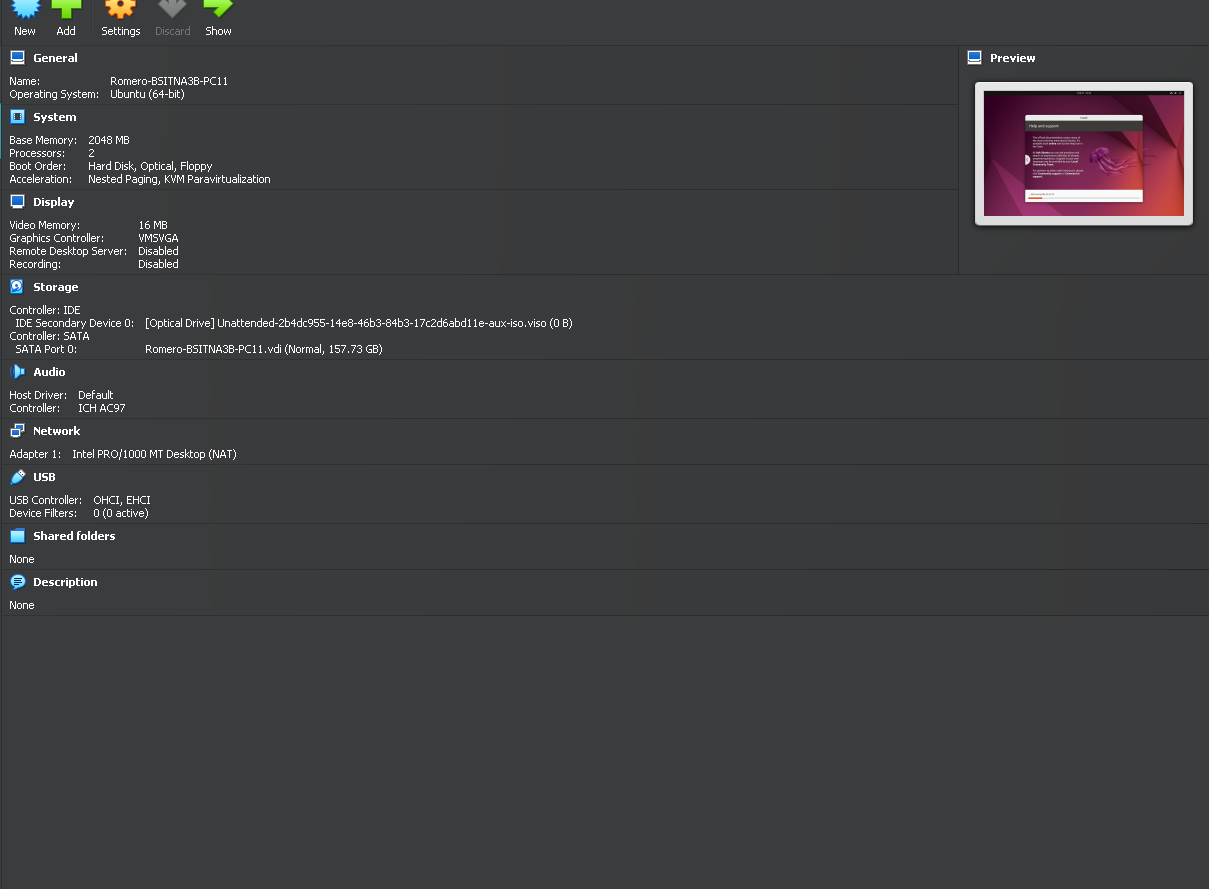 New Add Settings Discard Show
General
Name: Romero-BSITNA3B-PC11
Operating System: Ubuntu (64-bit)
System
Base Memory: 2048 MB
Processors: 2
Boot Order: Hard Disk, Optical, Floppy
Acceleration: Nested Paging, KVM Paravirtualization
Display
Video Memory: 16 MB
Graphics Controller: VMSVGA
Remote Desktop Server: Disabled
Recording: Disabled
Preview
Help and support
Storage
Controller: IDE
IDE Secondary Device 0: [Optical Drive] Unattended-2b4dc955-14e8-46b3-84b3-17c2d6abd11e-aux-iso.viso (0 B)
Controller: SATA
SATA Port 0: Romero-BSITNA3B-PC11.vdi (Normal, 157.73 GB)
Audio
Host Driver: Default
Controller: ICH AC97
Network
Adapter 1: Intel PRO/1000 MT Desktop (NAT)
USB
USB Controller: OHCI, EHCI
Device Filters: 0 (0 active)
Shared folders
None
Description
None